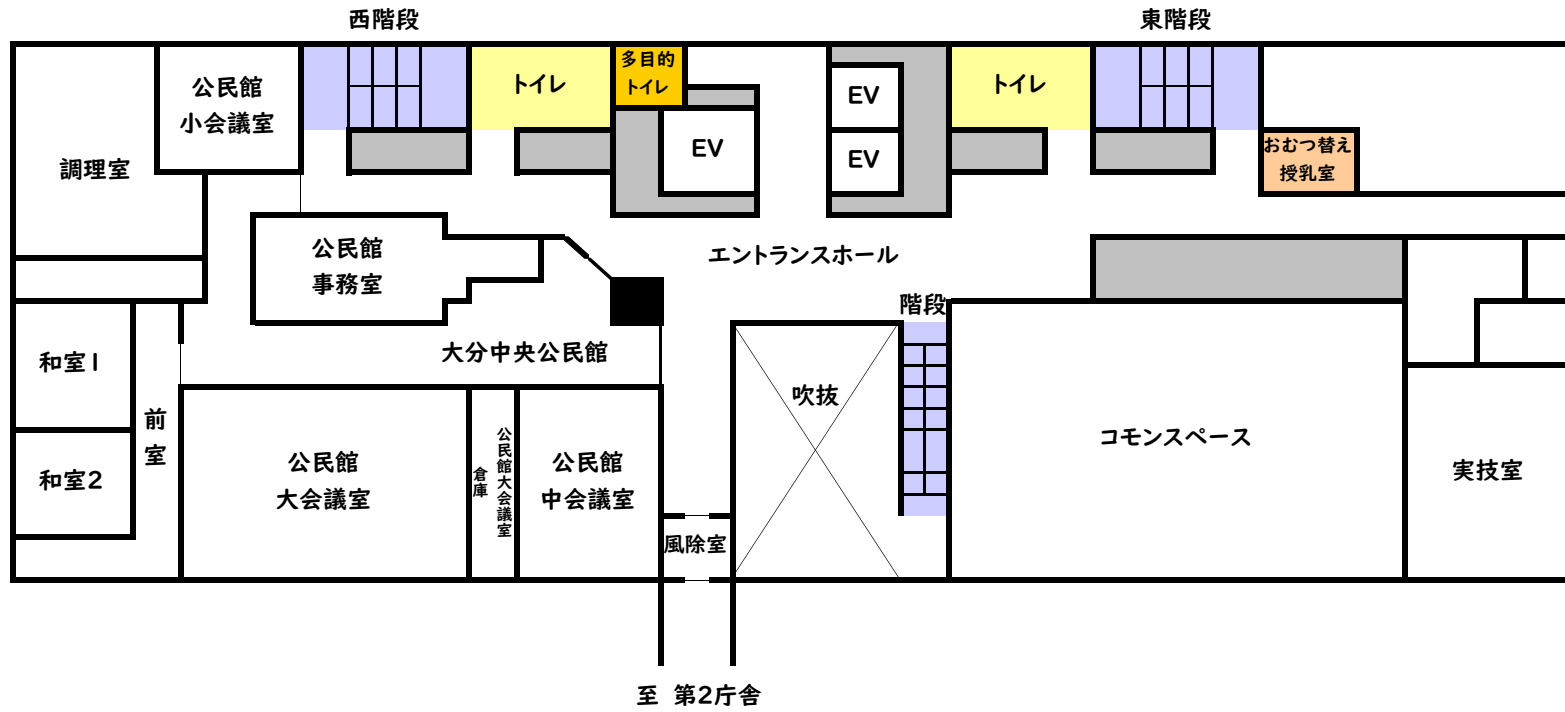 西階段
東階段
公民館
小会議室
トイレ
多目的
トイレ
EV
トイレ
調理室
EV
EV
おむつ替え
授乳室
公民館
事務室
エントランスホール
階段
和室1
大分中央公民館
吹抜
前室
コモンスペース
公民館
大会議室
公民館大会議室
倉庫
公民館
中会議室
和室2
実技室
風除室
至 第2庁舎